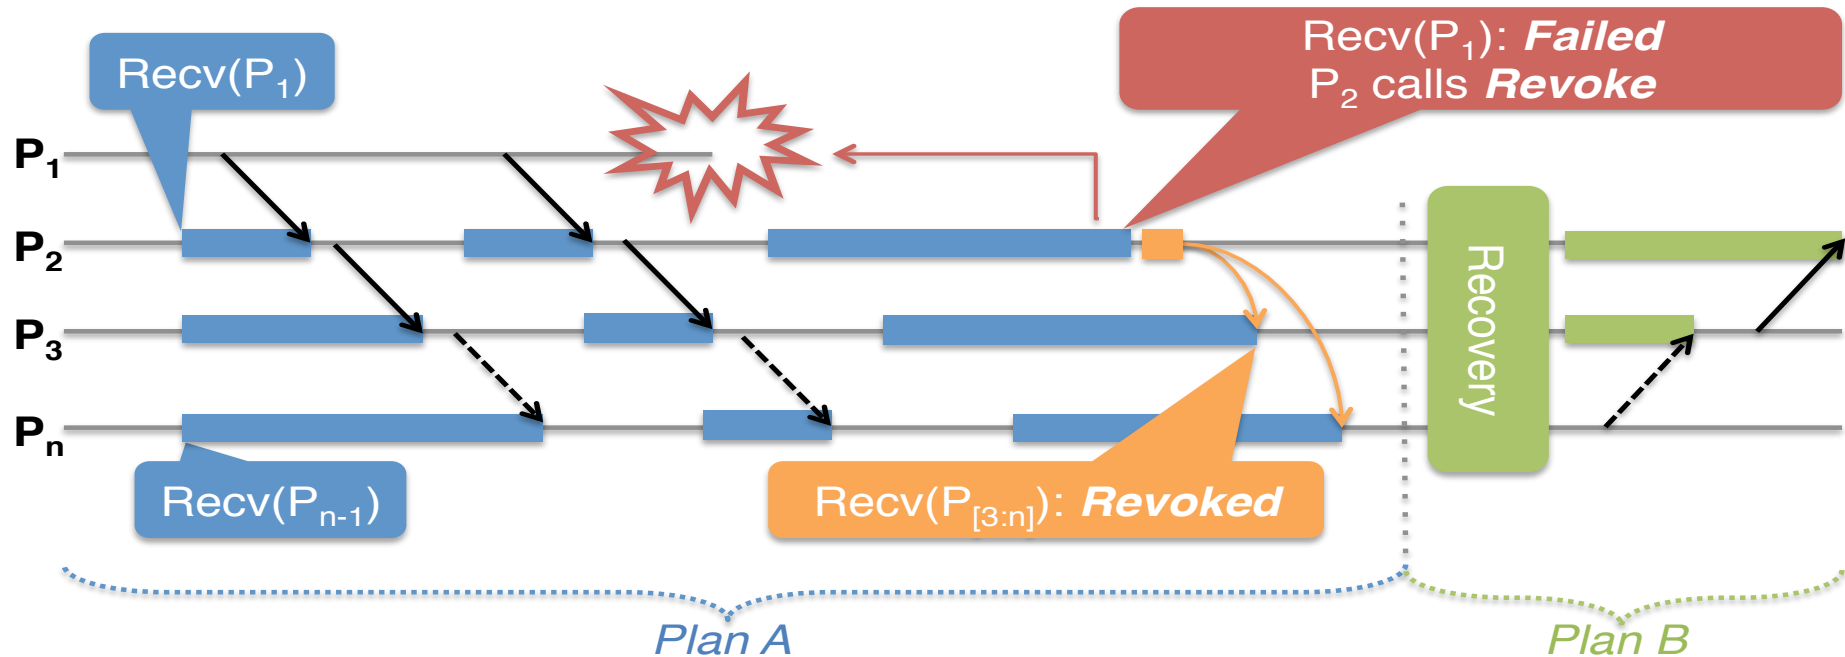 Recv(P1): Failed
P2 calls Revoke
Recv(P1)
P1
P2
P3
Pn
Recovery
Recv(Pn-1)
Recv(P[3:n]): Revoked
Plan A
Plan B